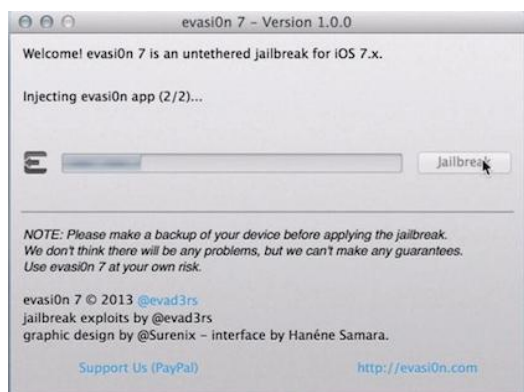 evasi0n 7 – Version 1.0.0
Welcome! evasi0n 7 is an untethered jailbreak for iOS 7.x.
Injecting evasi0n app (2/2)...
Jailbreak
NOTE: Please make a backup of your device before applying the jailbreak.
We don't think there will be any problems, but we can't make any guarantees.
Use evasi0n 7 at your own risk.
evasi0n 7 © 2013 @evad3rs
jailbreak exploits by @evad3rs
graphic design by @Surenix – interface by Hanéne Samara.
Support Us (PayPal) http://evasi0n.com